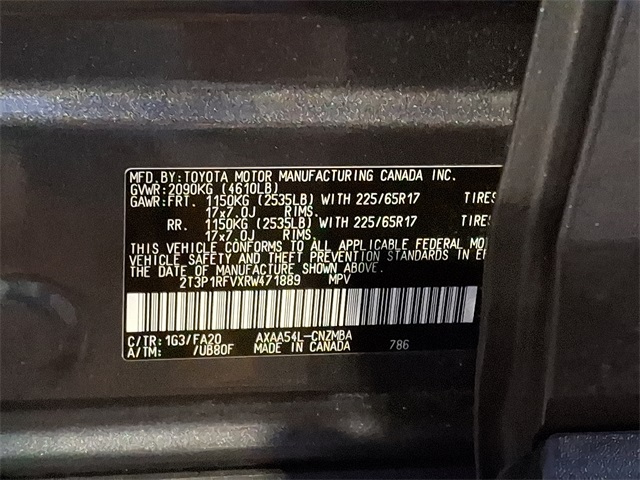 MFD.BY:TOYOTA MOTOR MANUFACTURING CANADA INC.
GVWR:2090KG (4610LB)
GAWR:FRT. 1150KG (2535LB) WITH 225/65R17 TIRES
17x7.0J RIMS.
RR. 1150KG (2535LB) WITH 225/65R17 TIRES
17x7.0J RIMS.
THIS VEHICLE CONFORMS TO ALL APPLICABLE FEDERAL MO
VEHICLE SAFETY AND THEFT PREVENTION STANDARDS IN EF
DATE OF MANUFACTURE SHOWN ABOVE.
2T3P1RFVXRW471889 MPV
C/TR: 1G3/FA20 AXAA54L-CNZMBA
A/TM: /UB80F MADE IN CANADA 786